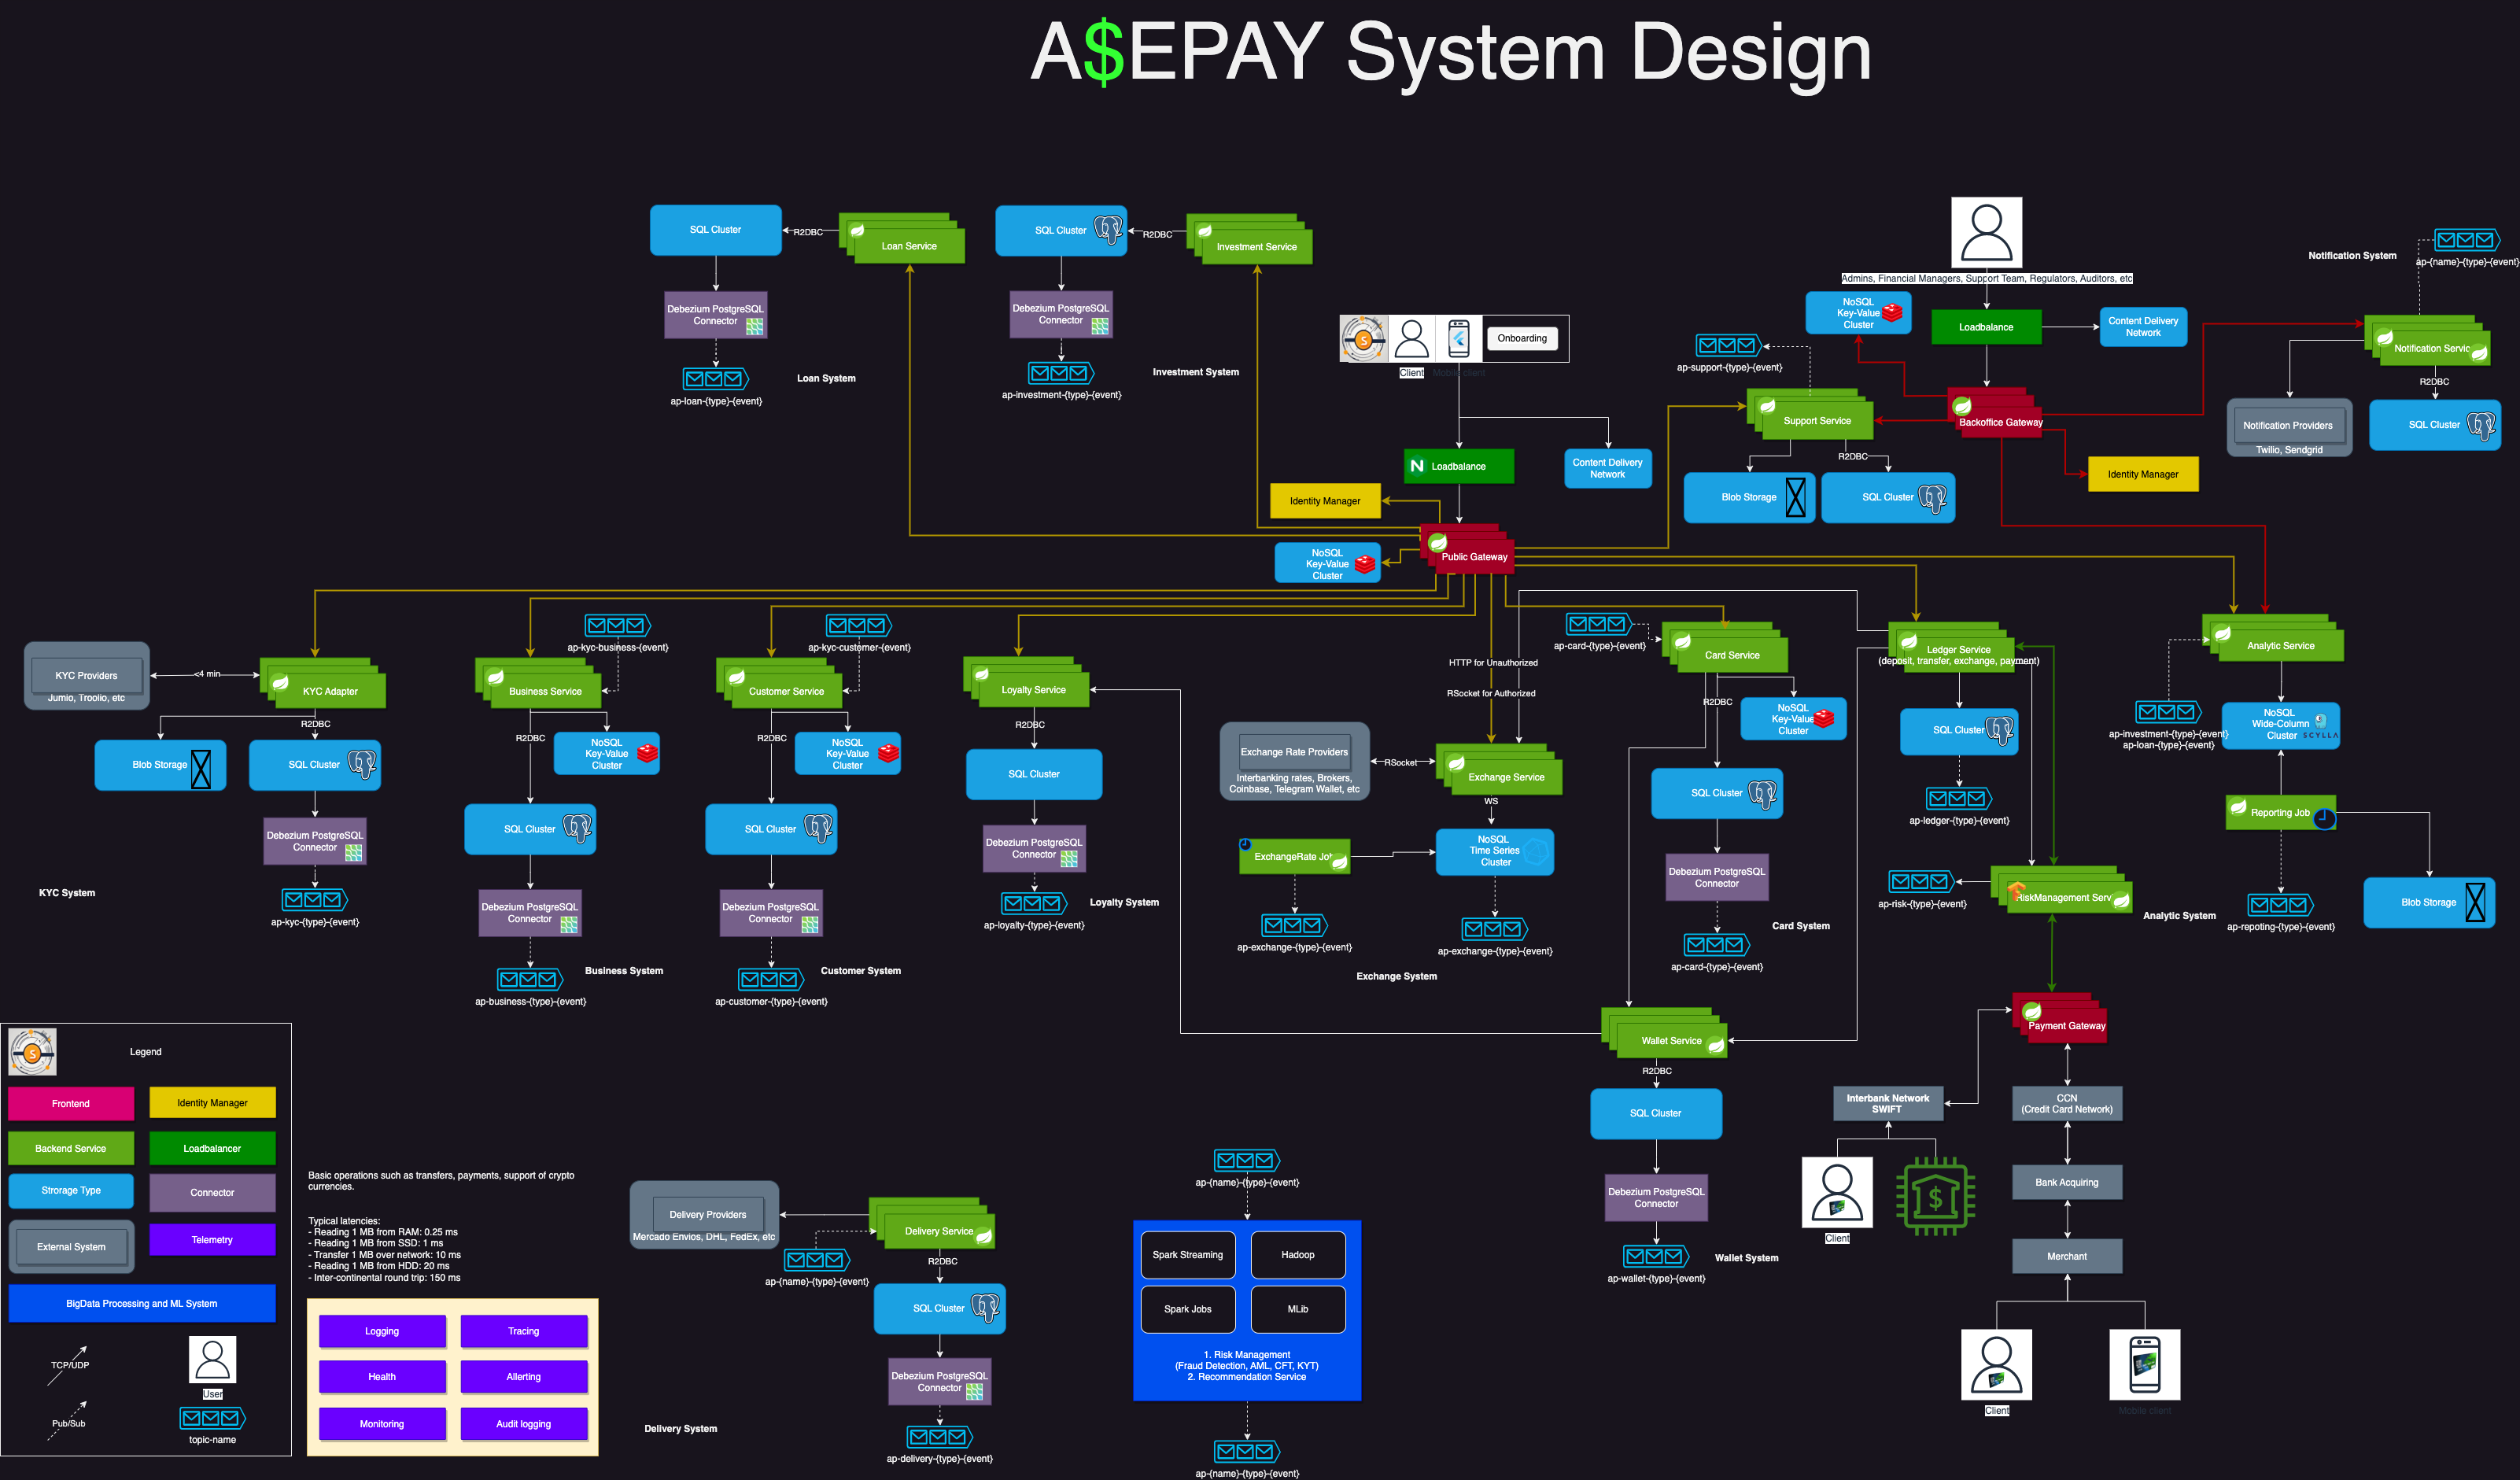 A$EPAY System Design
SQL Cluster
R2DBC
Loan Service
Debezium PostgreSQL
Connector
ap-loan-{type}-{event}
Loan System
SQL Cluster
R2DBC
Investment Service
Debezium PostgreSQL
Connector
ap-investment-{type}-{event}
Investment System
Client
Mobile client
Onboarding
Loadbalance
Content Delivery
Network
Identity Manager
NoSQL
Key-Value
Cluster
Public Gateway
Admins, Financial Managers, Support Team, Regulators, Auditors, etc
NoSQL
Key-Value
Cluster
Loadbalance
Content Delivery
Network
ap-support-{type}-{event}
Support Service
Backoffice Gateway
R2DBC
Blob Storage
SQL Cluster
Identity Manager
Notification System
ap-{name}-{type}-{event}
Notification Servic
R2DBC
Notification Providers
Twilio, Sendgrid
SQL Cluster
KYC Providers
Jumio, Troolio, etc
<4 min
KYC Adapter
R2DBC
Blob Storage
SQL Cluster
Debezium PostgreSQL
Connector
ap-kyc-{type}-{event}
KYC System
ap-kyc-business-{event}
Business Service
R2DBC
NoSQL
Key-Value
Cluster
SQL Cluster
Debezium PostgreSQL
Connector
ap-business-{type}-{event}
Business System
ap-kyc-customer-{event}
Customer Service
R2DBC
NoSQL
Key-Value
Cluster
SQL Cluster
Debezium PostgreSQL
Connector
ap-customer-{type}-{event}
Customer System
Loyalty Service
R2DBC
SQL Cluster
Debezium PostgreSQL
Connector
ap-loyalty-{type}-{event}
Loyalty System
HTTP for Unauthorized
RSocket for Authorized
Exchange Rate Providers
Interbanking rates, Brokers,
Coinbase, Telegram Wallet, etc
RSocket
Exchange Service
WS
ExchangeRate Job
NoSQL
Time Series
Cluster
ap-exchange-{type}-{event}
ap-exchange-{type}-{event}
Exchange System
ap-card-{type}-{event}
Card Service
R2DBC
NoSQL
Key-Value
Cluster
SQL Cluster
Debezium PostgreSQL
Connector
ap-card-{type}-{event}
Card System
Ledger Service
(deposit, transfer, exchange, payment)
SQL Cluster
ap-ledger-{type}-{event}
ap-risk-{type}-{event}
RiskManagement Serv
Analytic Service
ap-investment-{type}-{event}
ap-loan-{type}-{event}
NoSQL
Wide-Column
Cluster
SCYLLA
Reporting Job
ap-repoting-{type}-{event}
Blob Storage
Analytic System
Payment Gateway
Interbank Network
SWIFT
CCN
(Credit Card Network)
Bank Acquiring
Merchant
Client
$
Client
Mobile client
Wallet Service
R2DBC
SQL Cluster
Debezium PostgreSQL
Connector
ap-wallet-{type}-{event}
Wallet System
S
Legend
Frontend
Identity Manager
Backend Service
Loadbalancer
Strorage Type
Connector
External System
Telemetry
BigData Processing and ML System
TCP/UDP
User
Pub/Sub
topic-name
Basic operations such as transfers, payments, support of crypto
currencies.
Typical latencies:
- Reading 1 MB from RAM: 0.25 ms
- Reading 1 MB from SSD: 1 ms
- Transfer 1 MB over network: 10 ms
- Reading 1 MB from HDD: 20 ms
- Inter-continental round trip: 150 ms
Logging
Tracing
Health
Allerting
Monitoring
Audit logging
Delivery Providers
Mercado Envios, DHL, FedEx, etc
Delivery Service
ap-{name}-{type}-{event}
R2DBC
SQL Cluster
Debezium PostgreSQL
Connector
ap-delivery-{type}-{event}
Delivery System
ap-{name}-{type}-{event}
Spark Streaming
Hadoop
Spark Jobs
MLib
1. Risk Management
(Fraud Detection, AML, CFT, KYT)
2. Recommendation Service
ap-{name}-{type}-{event}